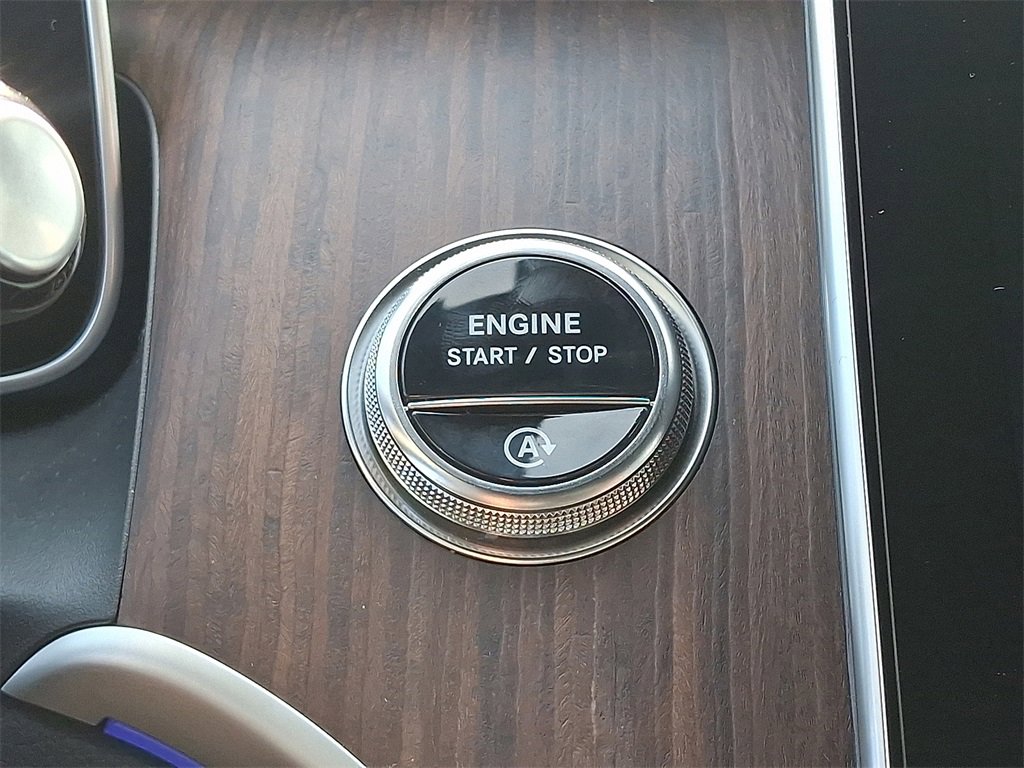 ENGINE
START / STOP
A